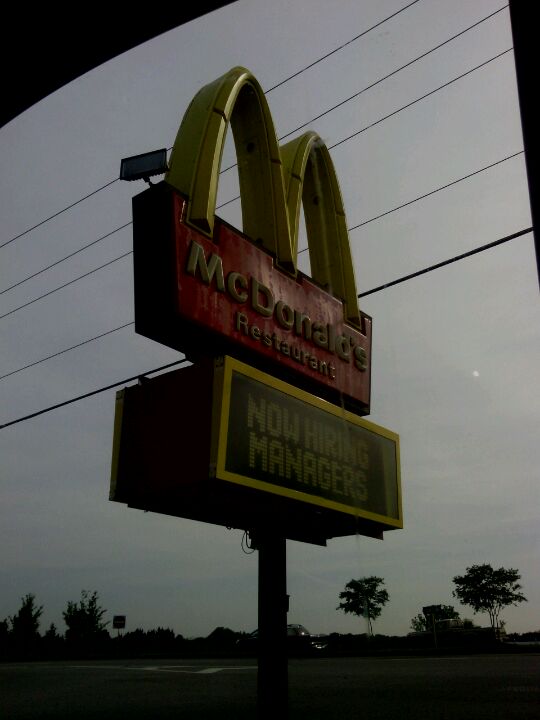 McDonald's
Restaurant
NOW HIRING
MANAGERS